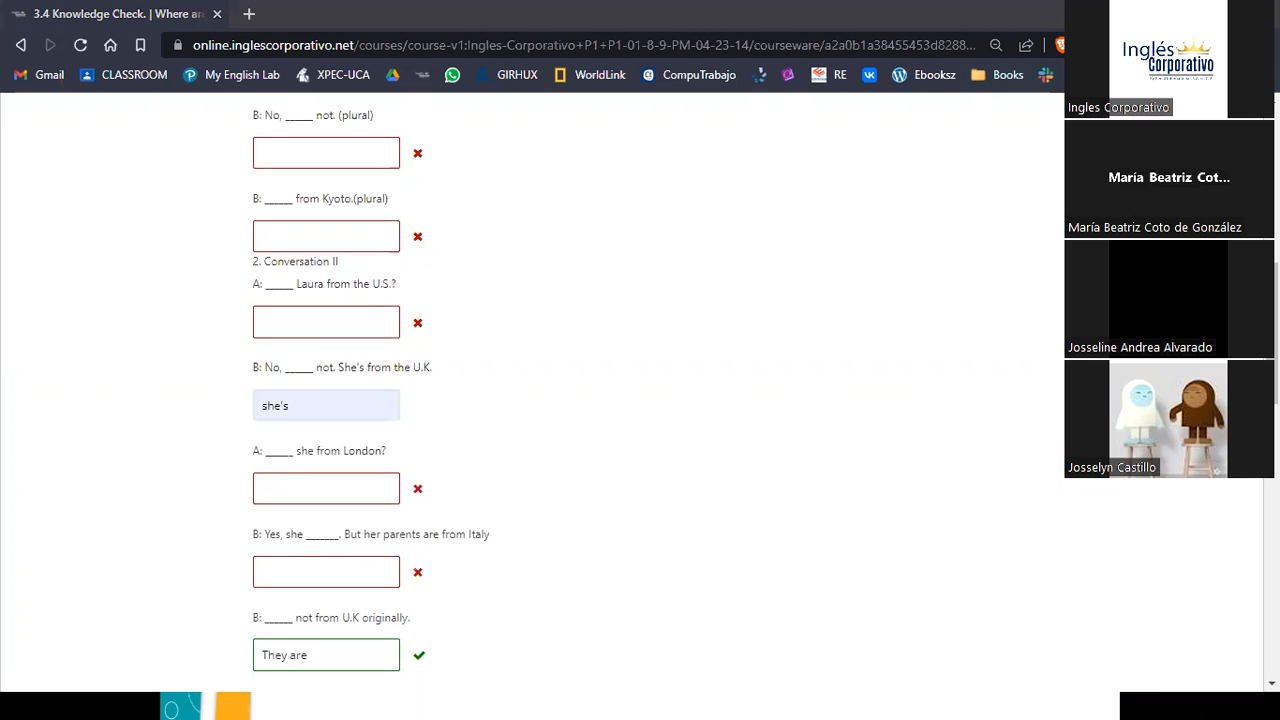 3.4 Knowledge Check. | Where are
online.inglescorporativo.net/courses/course-v1:Ingles-Corporativo+P1+P1-01-8-9-PM-04-23-14/courseware/a2a0b1a38455453d8288...
Gmail CLASSROOM My English Lab XPEC-UCA GIRHUX WorldLink CompuTrabajo RE Ebooksz Books
B: No, _____ not. (plural)
B: _____ from Kyoto.(plural)
2. Conversation II
A: _____ Laura from the U.S.?
B: No, _____ not. She's from the U.K.
she's
A: _____ she from London?
B: Yes, she ______. But her parents are from Italy
B: _____ not from U.K originally.
They are
Inglés
Corporativo
Ingles Corporativo
María Beatriz Cot...
María Beatriz Coto de González
Josseline Andrea Alvarado
Josselyn Castillo